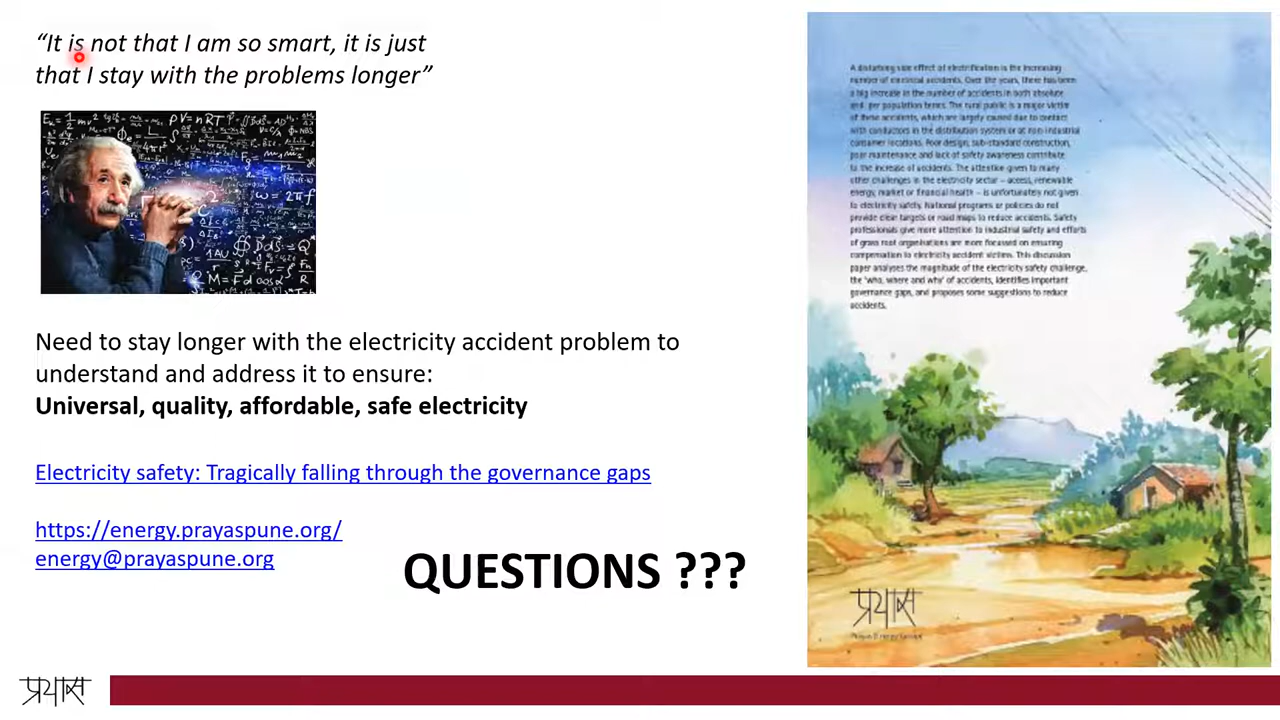 “It is not that I am so smart, it is just
that I stay with the problems longer”
Need to stay longer with the electricity accident problem to
understand and address it to ensure:
Universal, quality, affordable, safe electricity
Electricity safety: Tragically falling through the governance gaps
https://energy.prayaspune.org/
energy@prayaspune.org
QUESTIONS ???
A disturbing side effect of electrification is the increasing
number of electrical accidents. Over the years, there has been
a big increase in the number of accidents in both absolute
and per population terms. The rural public is a major victim
of these accidents, which are largely caused due to contact
with conductors in the distribution system or at non-industrial
consumer locations. Poor design, sub-standard construction,
poor maintenance and lack of safety awareness contribute
to the increase of accidents. The attention given to many
other challenges in the electricity sector – access, renewable
energy, market or financial health – is unfortunately not given
to electricity safety. National programs or policies do not
provide clear targets or road maps to reduce accidents. Safety
professionals give more attention to industrial safety and efforts
of grass root organisations are more focussed on ensuring
compensation to electricity accident victims. This discussion
paper analyses the magnitude of the electricity safety challenge,
the 'who, where and why' of accidents, identifies important
governance gaps, and proposes some suggestions to reduce
accidents.
प्रयास
Prayas (Energy Group)
प्रयास